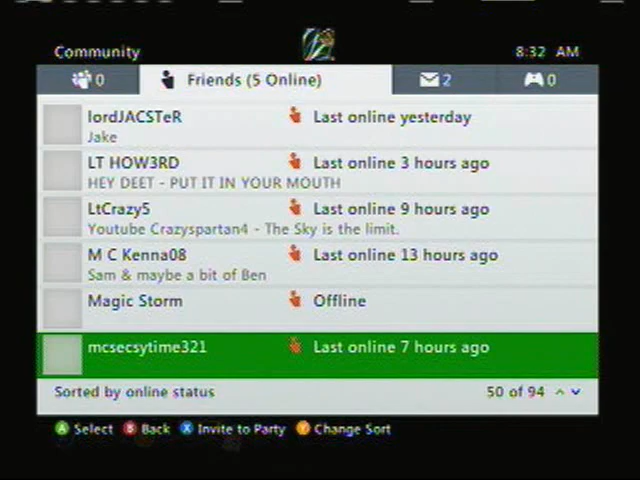 Community 8:32 AM
0 Friends (5 Online) 2 0
lordJACSTeR Last online yesterday
Jake
LT HOW3RD Last online 3 hours ago
HEY DEET - PUT IT IN YOUR MOUTH
LtCrazy5 Last online 9 hours ago
Youtube Crazyspartan4 - The Sky is the limit.
M C Kenna08 Last online 13 hours ago
Sam & maybe a bit of Ben
Magic Storm Offline
mcsecsytime321 Last online 7 hours ago
Sorted by online status 50 of 94
A Select B Back X Invite to Party Y Change Sort